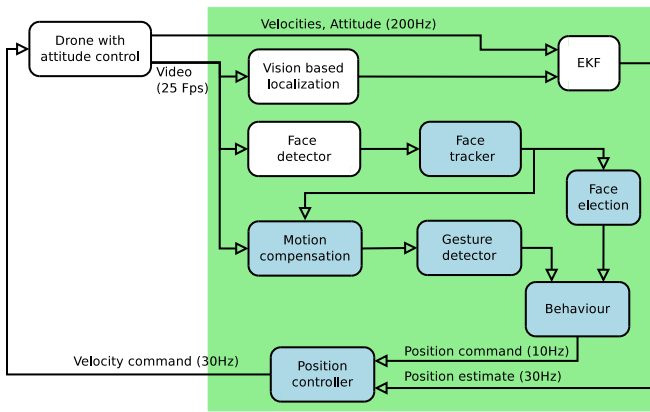 Velocities, Attitude (200Hz)
Drone with
attitude control
EKF
Video
(25 Fps)
Vision based
localization
Face
detector
Face
tracker
Face
election
Motion
compensation
Gesture
detector
Behaviour
Position command (10Hz)
Velocity command (30Hz)
Position
controller
Position estimate (30Hz)